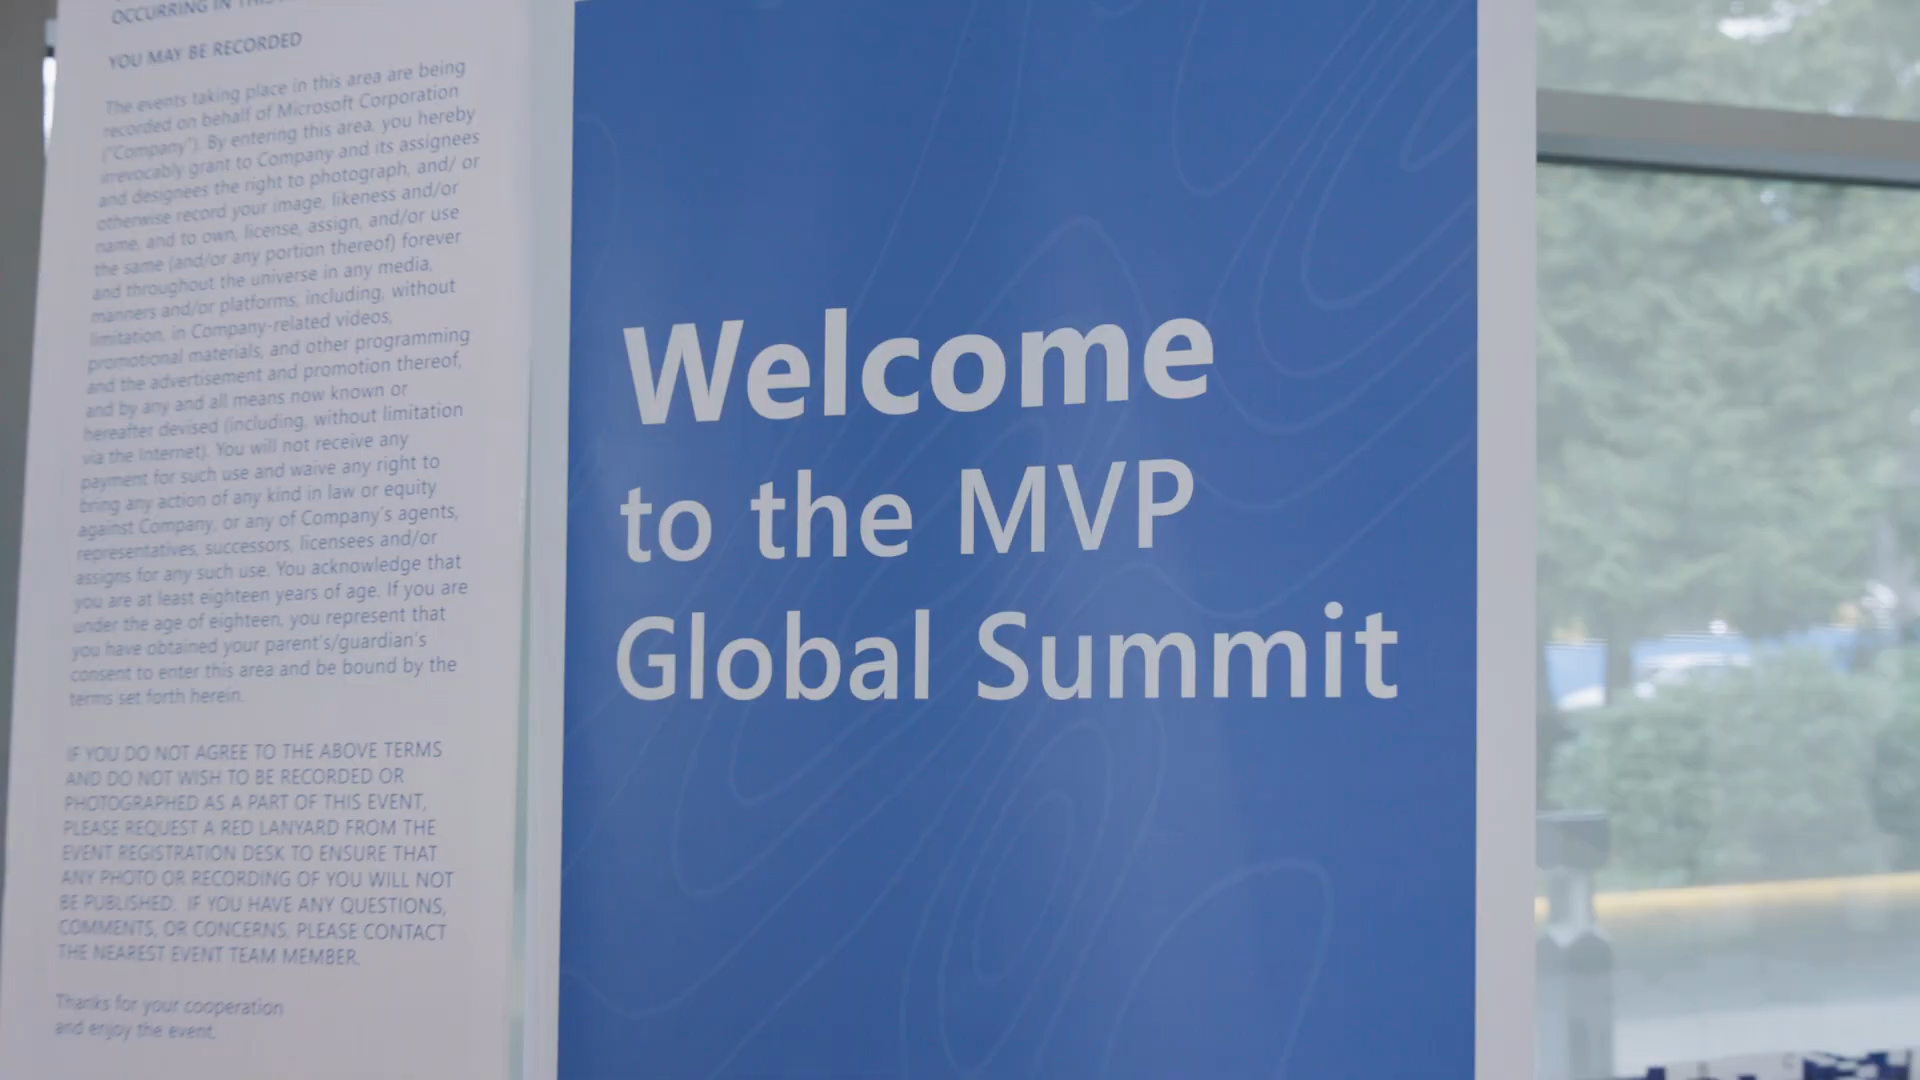 OCCURRING IN THIS
YOU MAY BE RECORDED
The events taking place in this area are being
recorded on behalf of Microsoft Corporation
("Company"). By entering this area, you hereby
irrevocably grant to Company and its assignees
and designees the right to photograph, and/ or
otherwise record your image, likeness and/or
name, and to own, license, assign, and/or use
the same (and/or any portion thereof) forever
and throughout the universe in any media,
manners and/or platforms, including, without
limitation, in Company-related videos,
promotional materials, and other programming
and the advertisement and promotion thereof,
and by any and all means now known or
hereafter devised (including, without limitation
via the Internet). You will not receive any
payment for such use and waive any right to
bring any action of any kind in law or equity
against Company, or any of Company's agents,
representatives, successors, licensees and/or
assigns for any such use. You acknowledge that
you are at least eighteen years of age. If you are
under the age of eighteen, you represent that
you have obtained your parent's/guardian's
consent to enter this area and be bound by the
terms set forth herein.
IF YOU DO NOT AGREE TO THE ABOVE TERMS
AND DO NOT WISH TO BE RECORDED OR
PHOTOGRAPHED AS A PART OF THIS EVENT,
PLEASE REQUEST A RED LANYARD FROM THE
EVENT REGISTRATION DESK TO ENSURE THAT
ANY PHOTO OR RECORDING OF YOU WILL NOT
BE PUBLISHED. IF YOU HAVE ANY QUESTIONS,
COMMENTS, OR CONCERNS, PLEASE CONTACT
THE NEAREST EVENT TEAM MEMBER.
Thanks for your cooperation
and enjoy the event.
Welcome
to the MVP
Global Summit